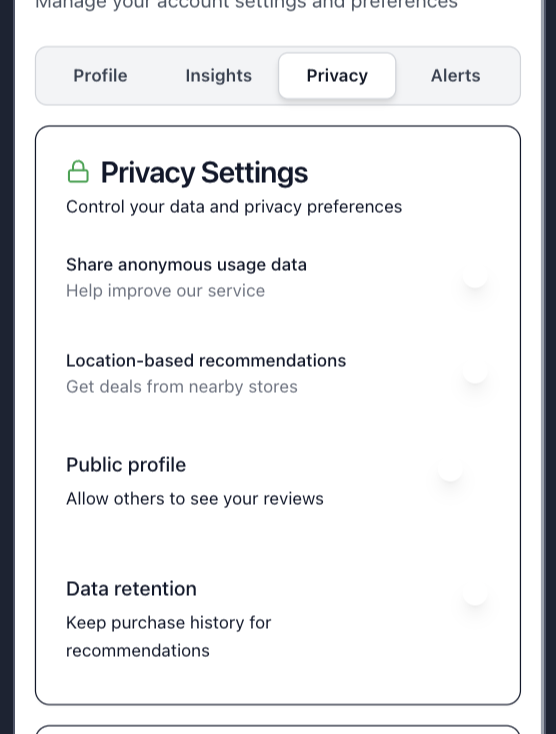 Manage your account settings and preferences
Profile Insights Privacy Alerts
Privacy Settings
Control your data and privacy preferences
Share anonymous usage data
Help improve our service
Location-based recommendations
Get deals from nearby stores
Public profile
Allow others to see your reviews
Data retention
Keep purchase history for
recommendations